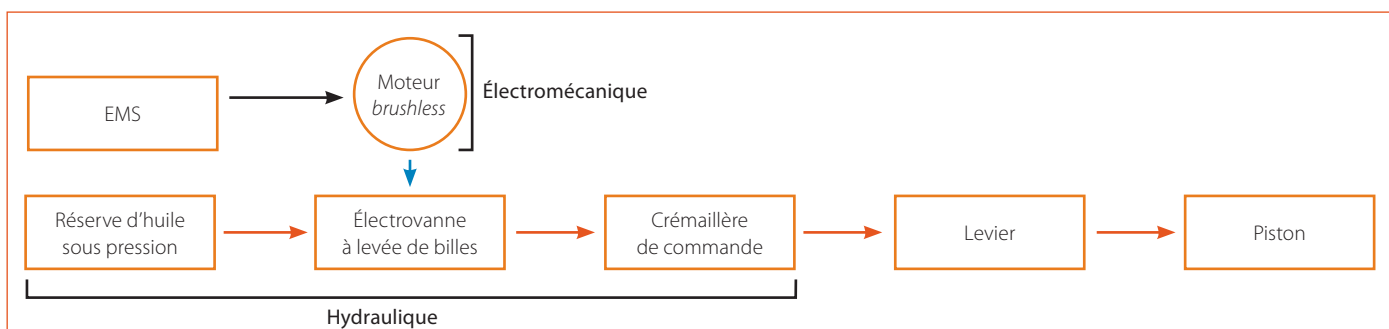 EMS
Moteur
brushless
Électromécanique
Réserve d’huile
sous pression
Électrovanne
à levée de billes
Crémaillère
de commande
Levier
Piston
Hydraulique